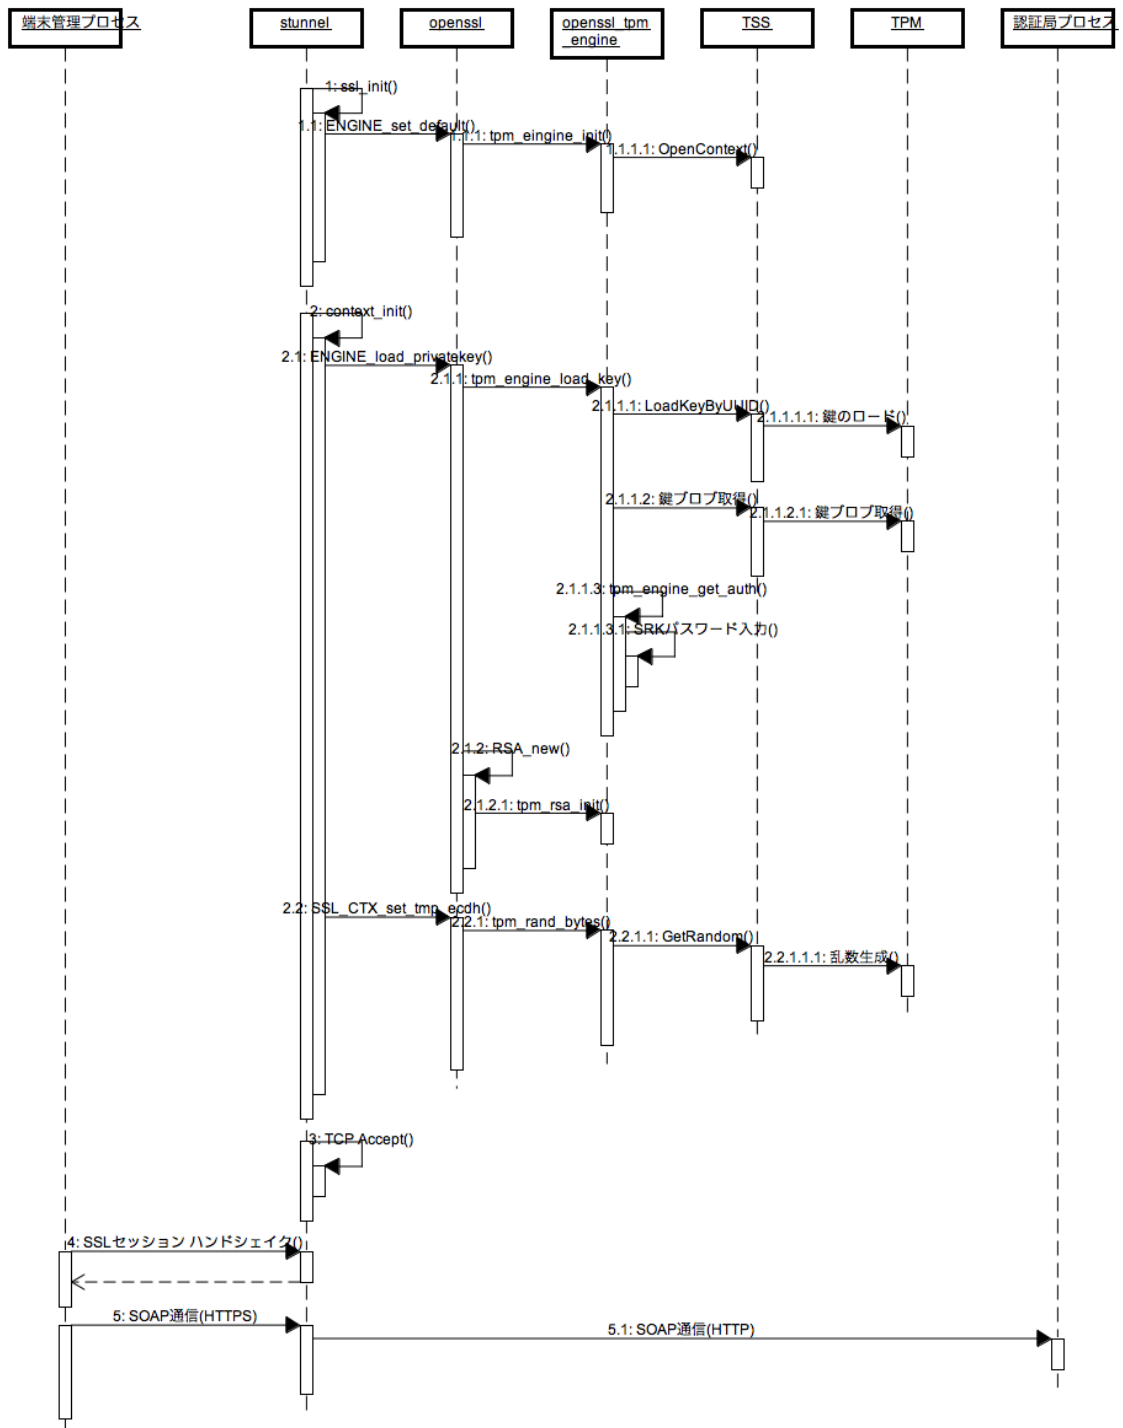 端末管理プロセス
stunnel
openssl
openssl_tpm
_engine
TSS
TPM
認証局プロセス
1: ssl_init()
1.1: ENGINE_set_default()
1.1.1: tpm_eingine_init()
1.1.1.1: OpenContext()
2: context_init()
2.1: ENGINE_load_privatekey()
2.1.1: tpm_engine_load_key()
2.1.1.1: LoadKeyByUUID()
2.1.1.1.1: 鍵のロード()
2.1.1.2: 鍵ブロブ取得()
2.1.1.2.1: 鍵ブロブ取得()
2.1.1.3: tpm_engine_get_auth()
2.1.1.3.1: SRKパスワード入力()
2.1.2: RSA_new()
2.1.2.1: tpm_rsa_init()
2.2: SSL_CTX_set_tmp_ecdh()
2.2.1: tpm_rand_bytes()
2.2.1.1: GetRandom()
2.2.1.1.1: 乱数生成()
3: TCP Accept()
4: SSLセッション ハンドシェイク()
5: SOAP通信(HTTPS)
5.1: SOAP通信(HTTP)